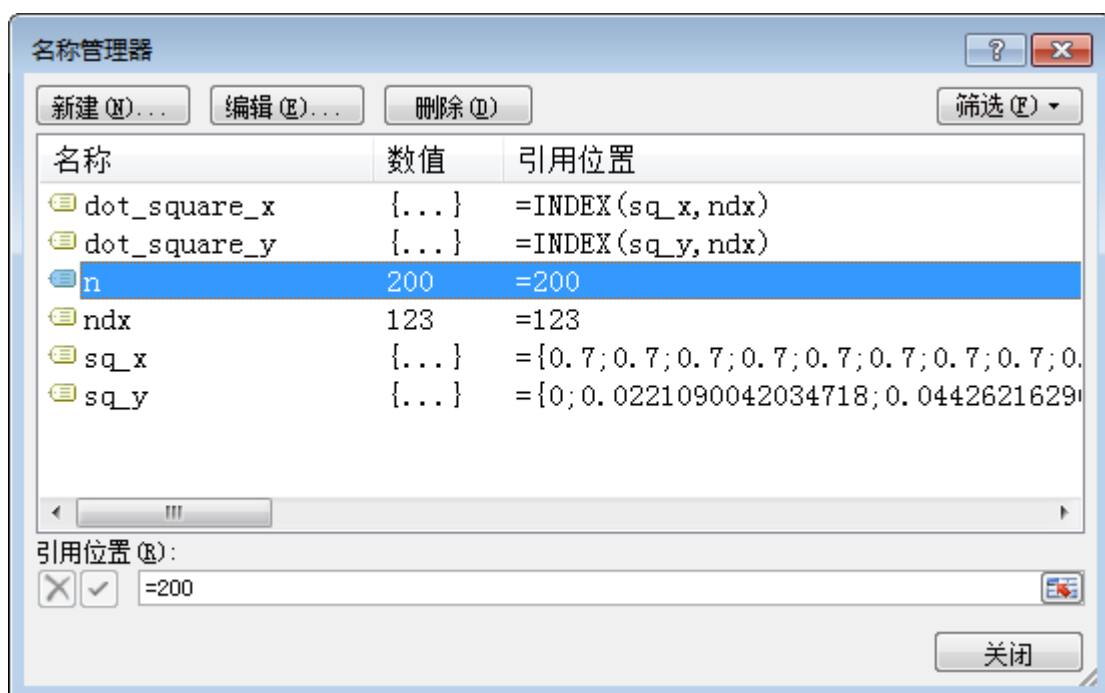 名称管理器
新建(N)... 编辑(E)... 删除(D) 筛选(F)
名称 数值 引用位置
dot_square_x {...} =INDEX(sq_x,ndx)
dot_square_y {...} =INDEX(sq_y,ndx)
n 200 =200
ndx 123 =123
sq_x {...} ={0.7;0.7;0.7;0.7;0.7;0.7;0.7;0.7;0.
sq_y {...} ={0;0.0221090042034718;0.0442621629
引用位置(R):
=200
关闭